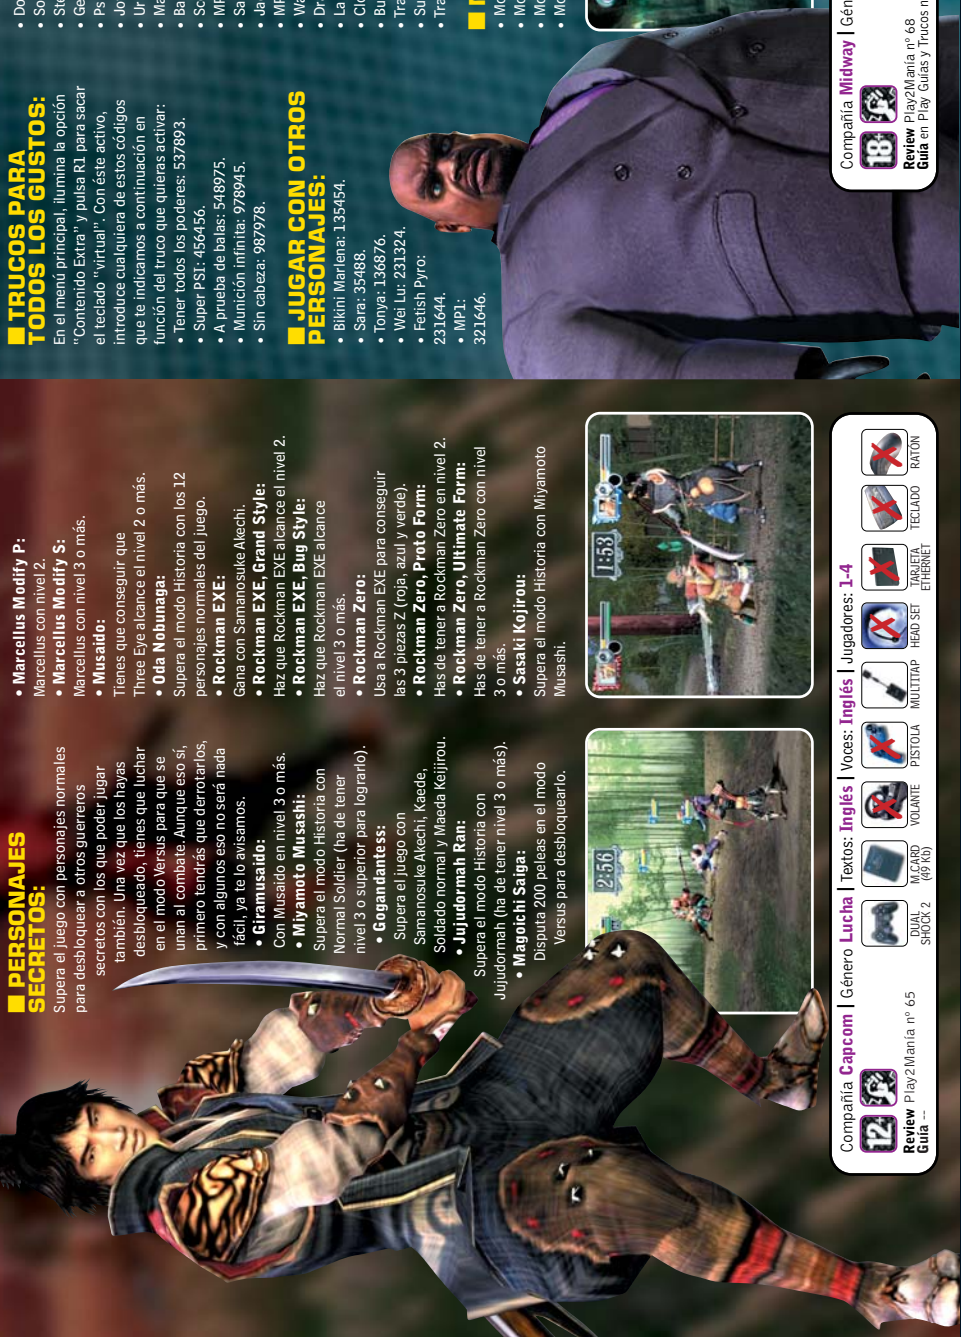 ■ PERSONAJES
SECRETOS:
Supera el juego con personajes normales
para desbloquear a otros guerreros
secretos con los que poder jugar
también. Una vez que los hayas
desbloqueado, tienes que luchar
en el modo Versus para que se
unan al combate. Aunque eso sí,
primero tendrás que derrotarlos,
y con algunos eso no será nada
fácil, ya te lo avisamos.
• Giramusaido:
Con Musaido en nivel 3 o más.
• Miyamoto Musashi:
Supera el modo Historia con
Normal Soldier (ha de tener
nivel 3 o superior para lograrlo).
• Gogandantess:
Supera el juego con
Samanosuke Akechi, Kaede,
Soldado normal y Maeda Keijirou.
• Jujudormah Ran:
Supera el modo Historia con
Jujudormah (ha de tener nivel 3 o más).
• Magoichi Saiga:
Disputa 200 peleas en el modo
Versus para desbloquearlo.
• Marcellus Modify P:
Marcellus con nivel 2.
• Marcellus Modify S:
Marcellus con nivel 3 o más.
• Musaido:
Tienes que conseguir que
Three Eye alcance el nivel 2 o más.
• Oda Nobunaga:
Supera el modo Historia con los 12
personajes normales del juego.
• Rockman EXE:
Gana con Samanosuke Akechi.
• Rockman EXE, Grand Style:
Haz que Rockman EXE alcance el nivel 2.
• Rockman EXE, Bug Style:
Haz que Rockman EXE alcance
el nivel 3 o más.
• Rockman Zero:
Usa a Rockman EXE para conseguir
las 3 piezas Z (roja, azul y verde).
• Rockman Zero, Proto Form:
Has de tener a Rockman Zero en nivel 2.
• Rockman Zero, Ultimate Form:
Has de tener a Rockman Zero con nivel
3 o más.
• Sasaki Kojirou:
Supera el modo Historia con Miyamoto
Musashi.
2:56
1:53
Compañía Capcom | Género Lucha | Textos: Inglés | Voces: Inglés | Jugadores: 1-4
12+
Review Play2Manía nº 65
Guía --
DUAL
SHOCK 2
M.CARD
(49 Kb)
VOLANTE
PISTOLA
MULTITAP
HEAD SET
TARJETA
ETHERNET
TECLADO
RATÓN
■ TRUCOS PARA
TODOS LOS GUSTOS:
En el menú principal, ilumina la opción
"Contenido Extra" y pulsa R1 para sacar
el teclado "virtual". Con éste activo,
introduce cualquiera de estos códigos
que te indicamos a continuación en
función del truco que quieras activar:
• Tener todos los poderes: 537893.
• Super PSI: 456456.
• A prueba de balas: 548975.
• Munición infinita: 978945.
• Sin cabeza: 987978.
■ JUGAR CON OTROS
PERSONAJES:
• Bikini Marlena: 135454.
• Sara: 35488.
• Tonya: 136876.
• Wei Lu: 231324.
• Fetish Pyro:
231644.
• MP1:
321646.
Compañía Midway | Gén
18+
Review Play2Manía nº 68
Guía en Play Guías y Trucos n